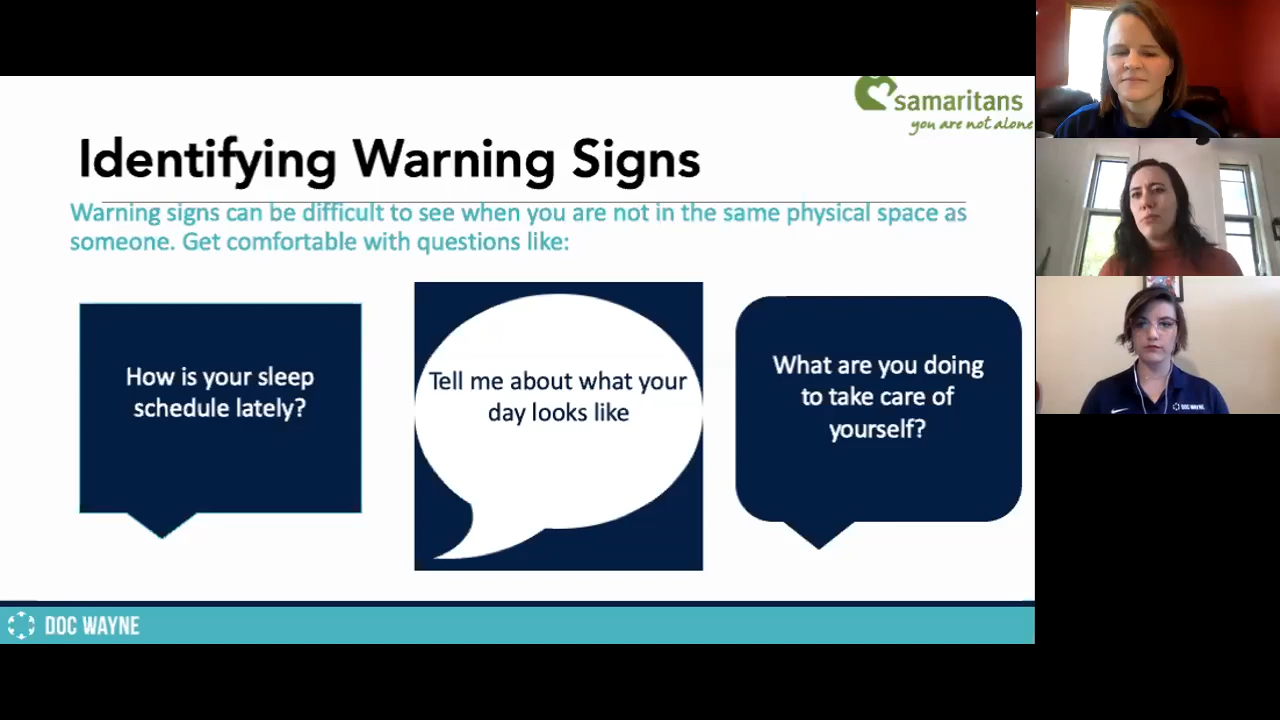 samaritans
you are not alone
Identifying Warning Signs
Warning signs can be difficult to see when you are not in the same physical space as
someone. Get comfortable with questions like:
How is your sleep
schedule lately?
Tell me about what your
day looks like
What are you doing
to take care of
yourself?
DOC WAYNE
DOC WAYNE